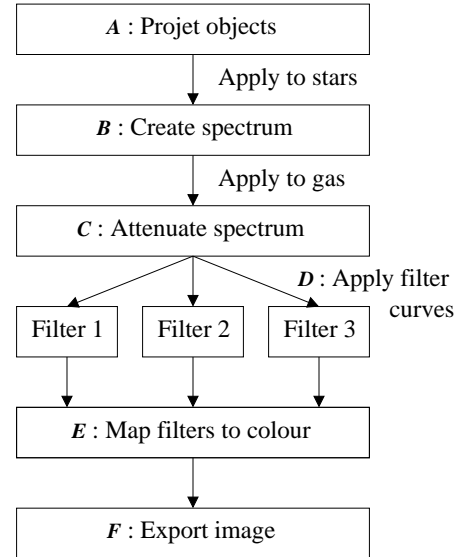 A : Projet objects
Apply to stars
B : Create spectrum
Apply to gas
C : Attenuate spectrum
D : Apply filter
curves
Filter 1
Filter 2
Filter 3
E : Map filters to colour
F : Export image